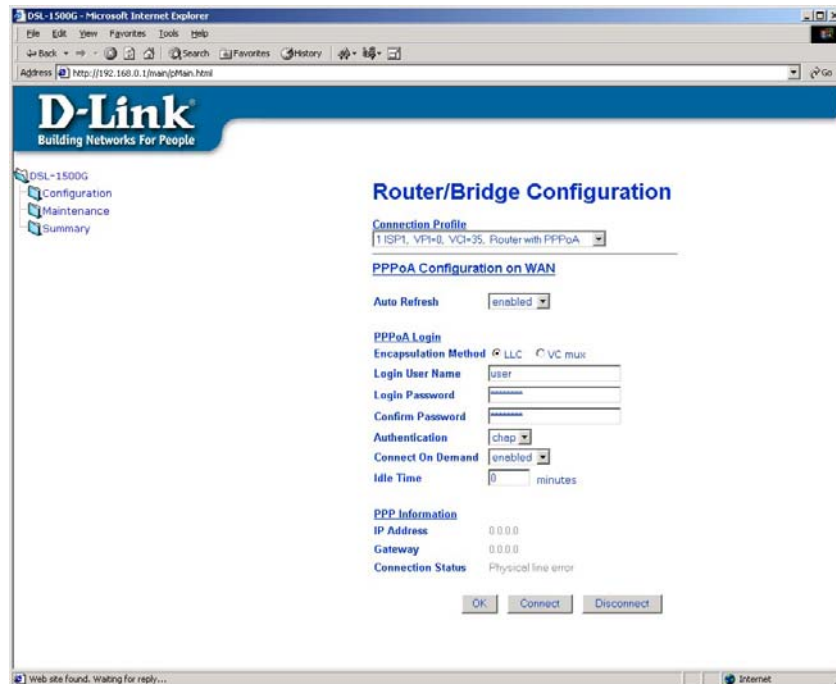 DSL-1500G - Microsoft Internet Explorer
File Edit View Favorites Tools Help
Back Search Favorites History
Address http://192.168.0.1/main/pMain.html Go
D-Link
Building Networks For People
DSL-1500G
Configuration
Maintenance
Summary
Router/Bridge Configuration
Connection Profile
1 ISP1, VPI=0, VCI=35, Router with PPPoA
PPPoA Configuration on WAN
Auto Refresh enabled
PPPoA Login
Encapsulation Method LLC VC mux
Login User Name user
Login Password ********
Confirm Password ********
Authentication chap
Connect On Demand enabled
Idle Time 0 minutes
PPP Information
IP Address 0.0.0.0
Gateway 0.0.0.0
Connection Status Physical line error
OK Connect Disconnect
Web site found. Waiting for reply... Internet